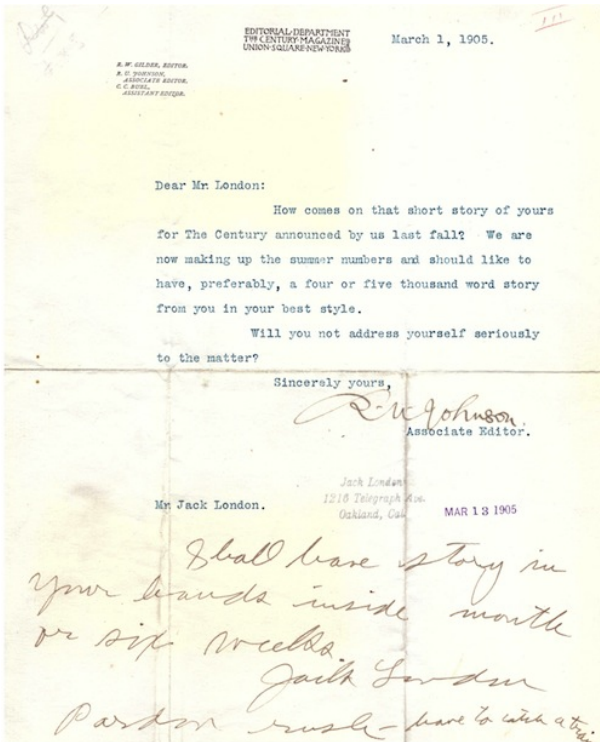 EDITORIAL DEPARTMENT
THE CENTURY MAGAZINE
UNION SQUARE NEW YORK
March 1, 1905.
R. W. GILDER, EDITOR.
R. U. JOHNSON,
ASSOCIATE EDITOR.
C. C. BUEL,
ASSISTANT EDITOR.
Dear Mr. London:
How comes on that short story of yours
for The Century announced by us last fall? We are
now making up the summer numbers and should like to
have, preferably, a four or five thousand word story
from you in your best style.
Will you not address yourself seriously
to the matter?
Sincerely yours,
R. U. Johnson.
Associate Editor.
Jack London
1216 Telegraph Ave.
Oakland, Cal
Mr. Jack London.
MAR 13 1905
Shall have story in
your hands inside month
or six weeks
Jack London
Pardon rush - have to catch a train